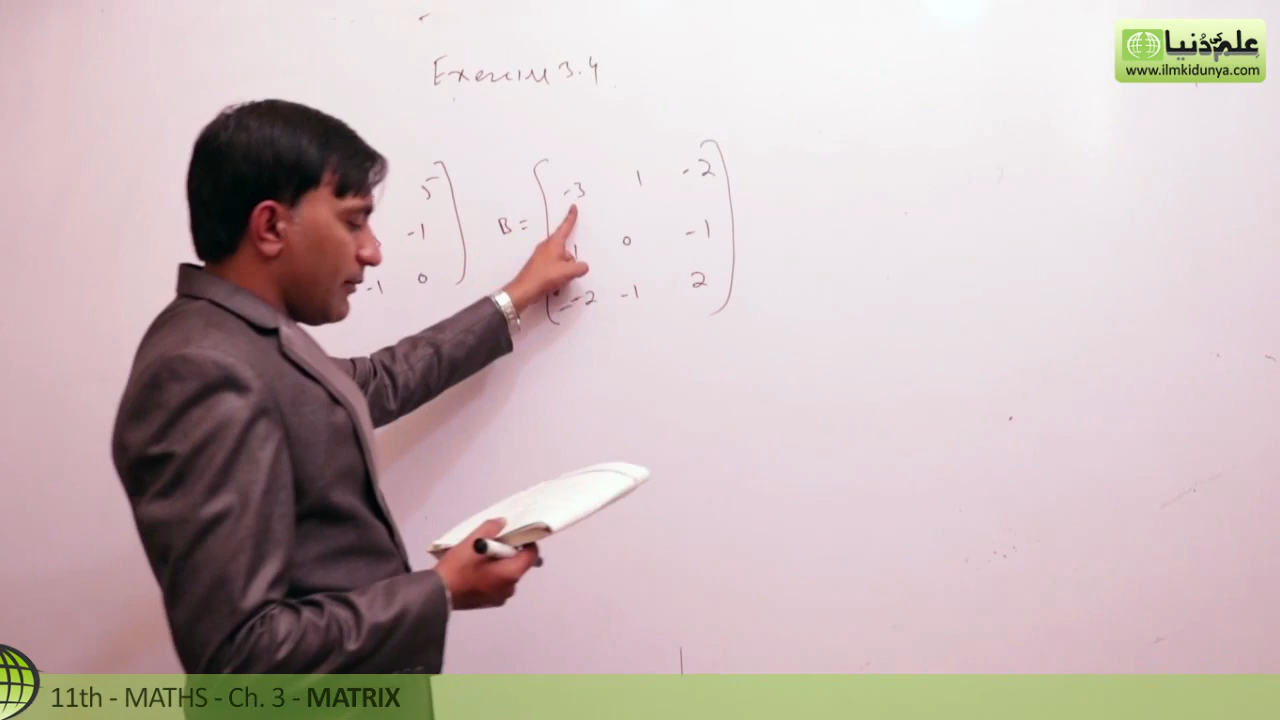 علم کی دُنیا
www.ilmkidunya.com
Exercise 3.4
5 B = -3 1 -2
-1 1 0 -1
-1 0 -2 -1 2
11th - MATHS - Ch. 3 - MATRIX